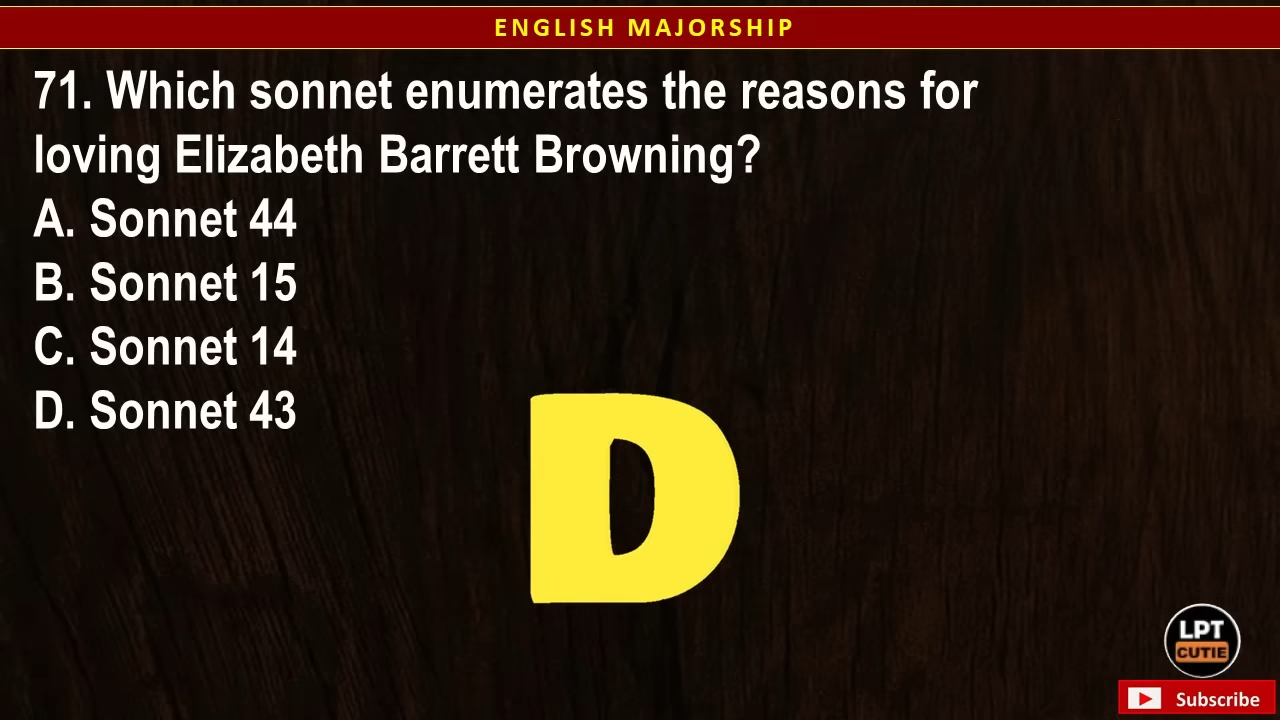 ENGLISH MAJORSHIP
71. Which sonnet enumerates the reasons for
loving Elizabeth Barrett Browning?
A. Sonnet 44
B. Sonnet 15
C. Sonnet 14
D. Sonnet 43
D
LPT
CUTIE
Subscribe